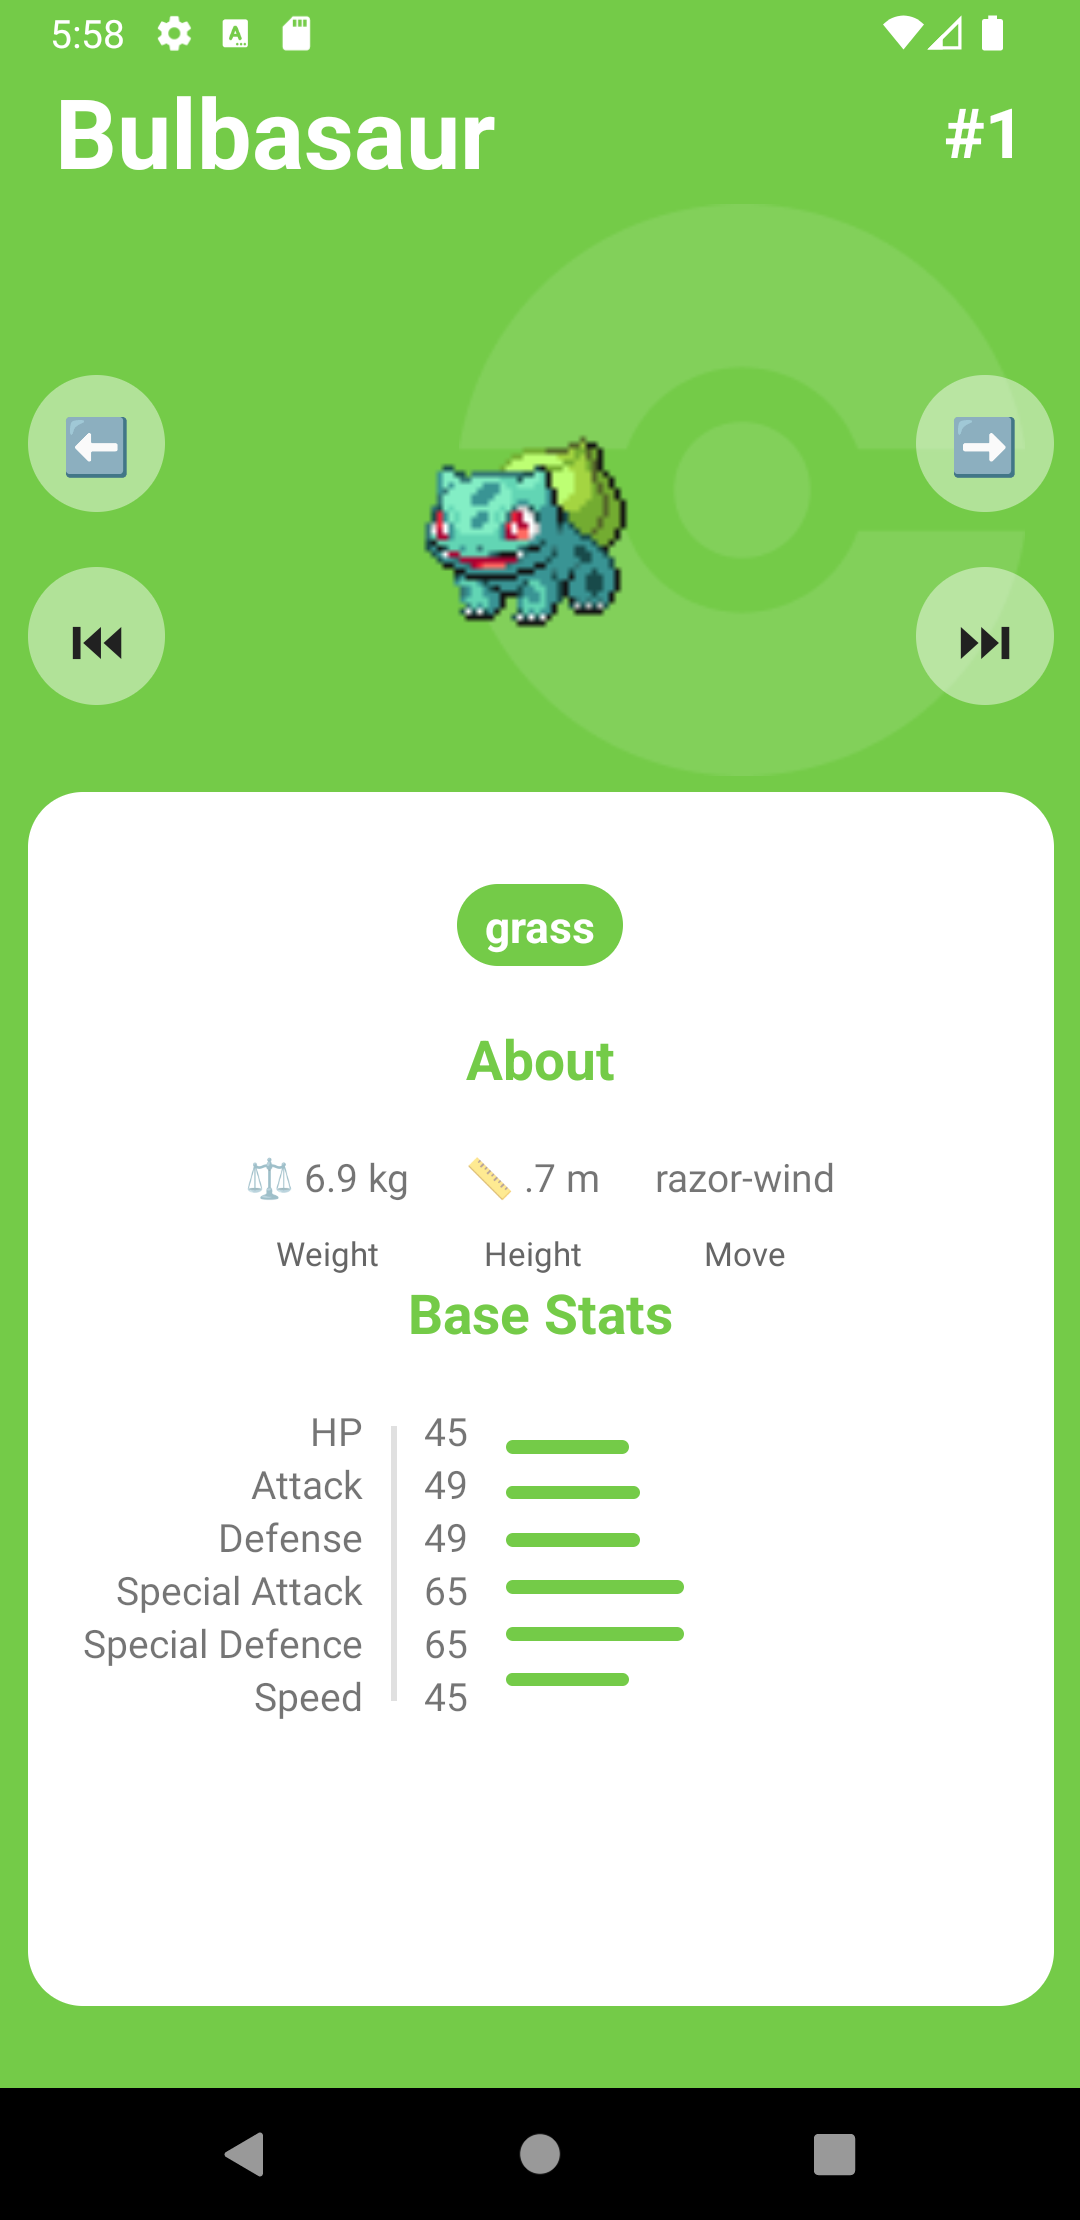 5:58
Bulbasaur #1
grass
About
6.9 kg .7 m razor-wind
Weight Height Move
Base Stats
HP 45
Attack 49
Defense 49
Special Attack 65
Special Defence 65
Speed 45